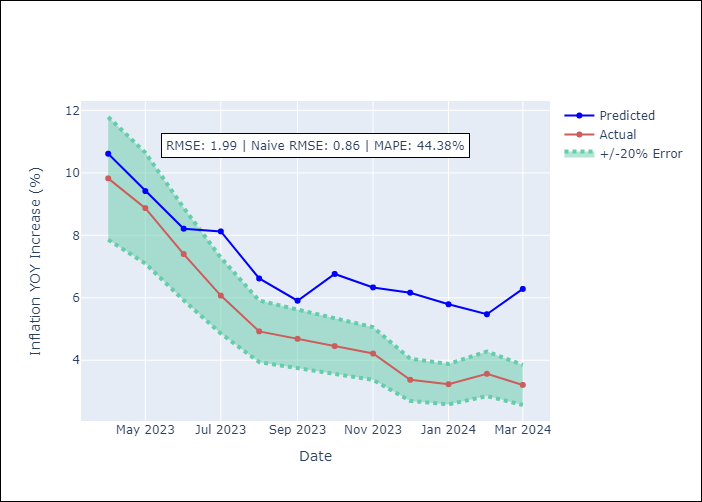 RMSE: 1.99 | Naive RMSE: 0.86 | MAPE: 44.38%
Predicted
Actual
+/-20% Error
12
10
8
6
4
Inflation YOY Increase (%)
May 2023
Jul 2023
Sep 2023
Nov 2023
Jan 2024
Mar 2024
Date